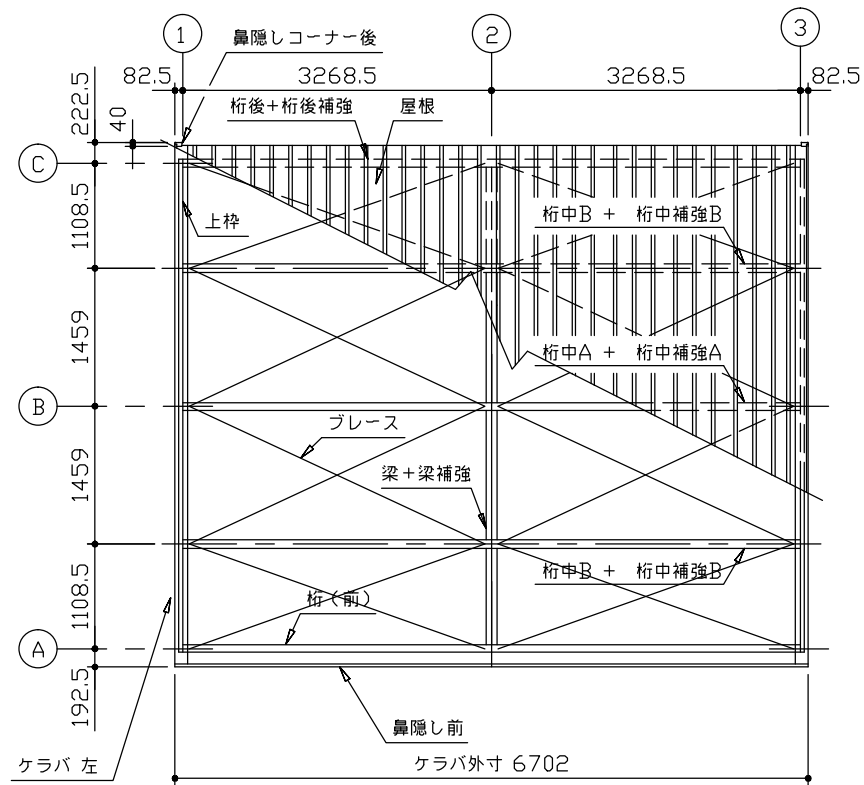 1
2
3
鼻隠しコーナー後
82.5
3268.5
3268.5
82.5
222.5
40
桁後+桁後補強
屋根
C
1108.5
上枠
桁中B + 桁中補強B
1459
桁中A + 桁中補強A
B
ブレース
1459
梁+梁補強
桁中B + 桁中補強B
1108.5
桁(前)
A
192.5
鼻隠し前
ケラバ 左
ケラバ外寸 6702